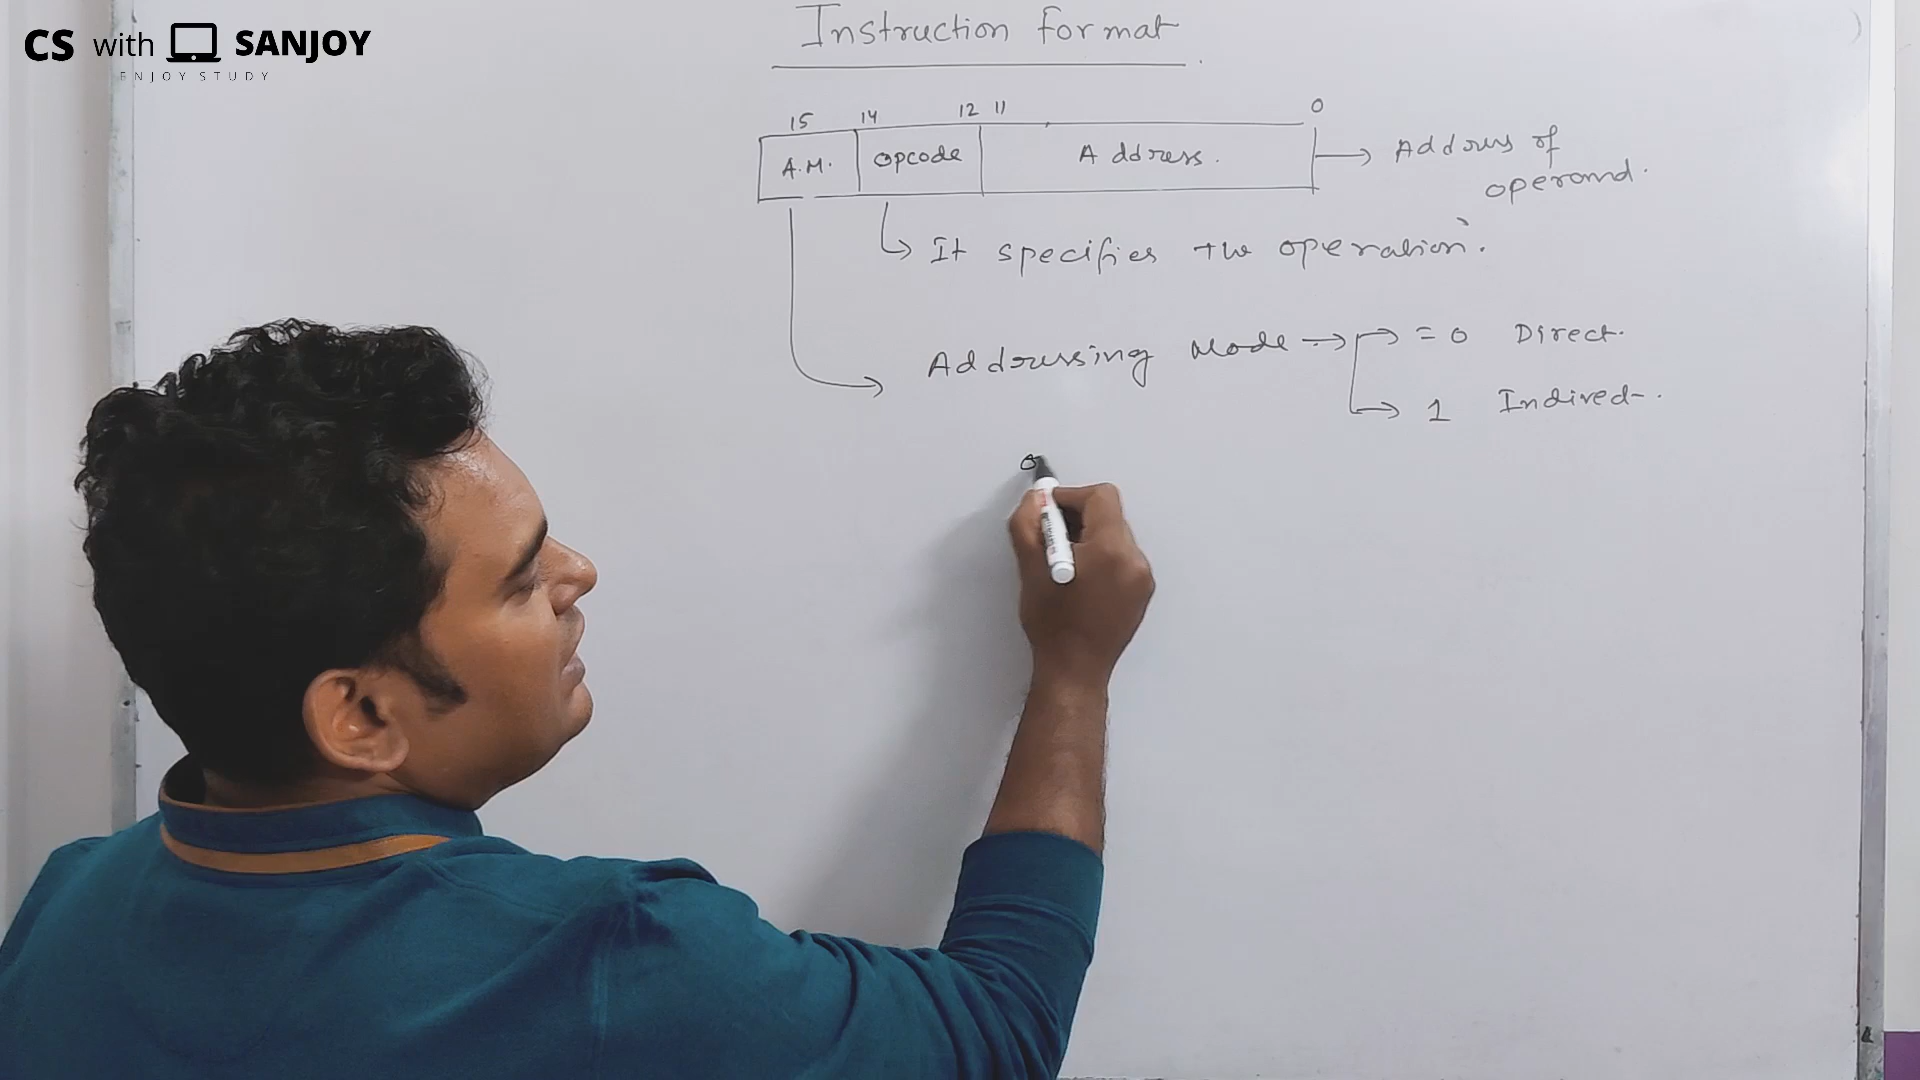 CS with SANJOY
ENJOY STUDY
Instruction format
15 14 12 11 0
A.M. opcode Address. Address of
operand.
It specifies the operation.
Addressing Mode = 0 Direct.
1 Indirect.